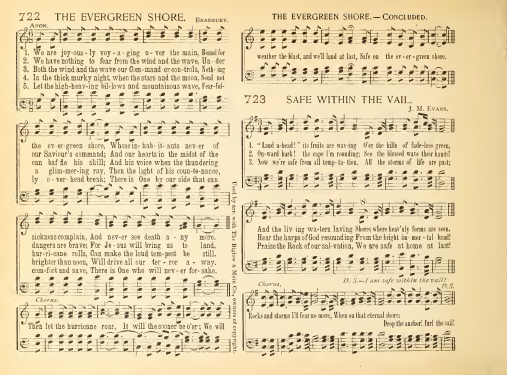 722 THE EVERGREEN SHORE.
Anon. Bradbury.
1. We are joy-ous-ly voy-a-ging o-ver the main, Bound for
2. We have nothing to fear from the wind and the wave, Un-der
3. Both the wind and the wave our Com-mand-er con-trols, Noth-ing
4. In the thick murky night, when the stars and the moon, Send not
5. Let the high-heav-ing bil-lows and mountainous wave, Fear-ful-
the ev-er-green shore, Whose in-hab-it-ants nev-er of
our Saviour's command; And our hearts in the midst of the
can baf-fle his skill; And his voice when the thundering
a glim-mer-ing ray, Then the light of his coun-te-nance,
ly o-ver-head break; There is One by our side that can
sickness complain, And nev-er see death a-ny more.
dangers are brave; For Je-sus will bring us to land.
hur-ri-cane rolls, Can make the loud tem-pest be still.
brighter than noon, Will drive all our ter-ror a-way.
com-fort and save, There is One who will nev-er for-sake.
Chorus.
Then let the hurricane roar, It will the sooner be o'er; We will
Used by arr. with The Biglow & Main Co., owners of copyright.
THE EVERGREEN SHORE.—Concluded.
weather the blast, and we'll land at last, Safe on the ev-er-green shore.
723 SAFE WITHIN THE VAIL.
J. M. Evans.
1. "Land a-head!" its fruits are wav-ing O'er the hills of fade-less green,
2. On-ward bark! the cape I'm rounding; See the blessed wave their hands!
3. Now we're safe from all temp-ta-tion, All the storms of life are past;
And the liv-ing wa-ters laving Shores where heav'nly forms are seen.
Hear the harps of God resounding From the bright im-mor-tal band!
Praise the Rock of our sal-vation, We are safe at home at last!
D. S.—I am safe within the vail!
Chorus. D.S.
Rocks and storms I'll fear no more, When on that eternal shore;
Drop the anchor! furl the sail!